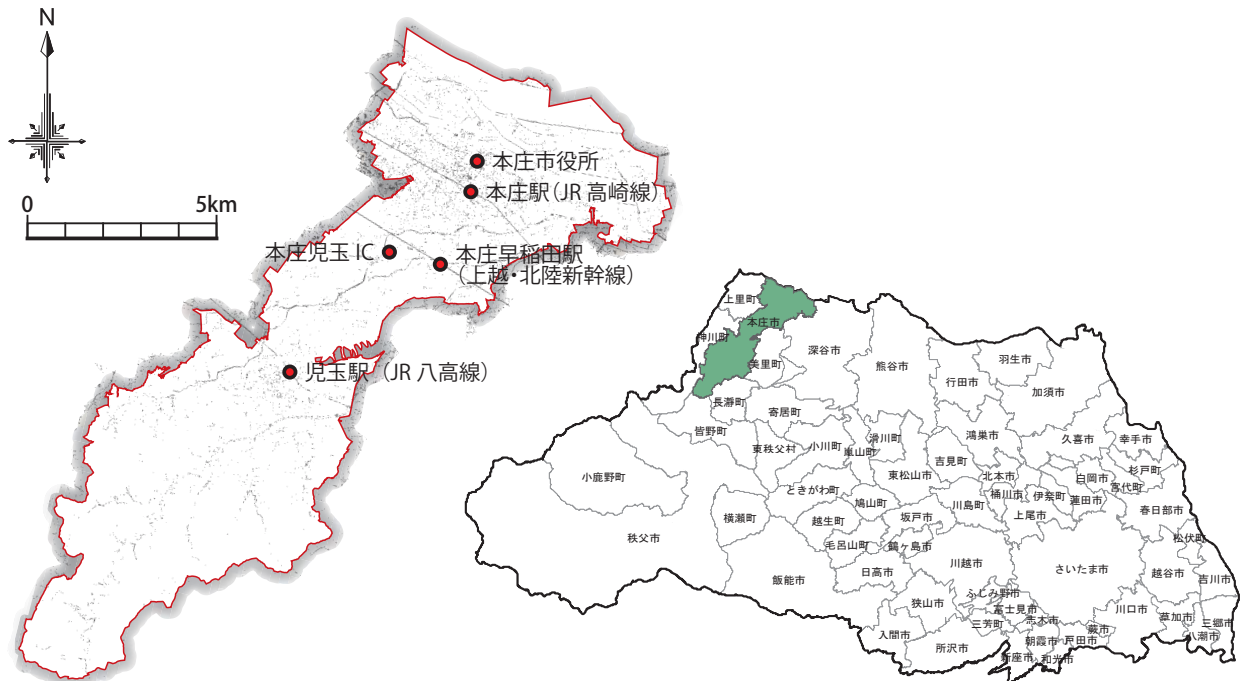 N
0 5km
本庄市役所
本庄駅（JR 高崎線）
本庄児玉 IC
本庄早稲田駅
（上越・北陸新幹線）
児玉駅（JR 八高線）
上里町
本庄市
神川町
美里町
深谷市
熊谷市
行田市
羽生市
加須市
長瀞町
寄居町
皆野町
東秩父村
小川町
嵐山町
滑川町
東松山市
吉見町
鴻巣市
北本市
久喜市
幸手市
杉戸町
宮代町
白岡市
蓮田市
伊奈町
桶川市
上尾市
春日部市
小鹿野町
秩父市
横瀬町
ときがわ町
鳩山町
越生町
毛呂山町
坂戸市
鶴ヶ島市
川島町
日高市
飯能市
川越市
さいたま市
松伏町
越谷市
吉川市
狭山市
ふじみ野市
富士見市
三芳町
志木市
入間市
所沢市
新座市
朝霞市
和光市
戸田市
蕨市
川口市
草加市
八潮市
三郷市